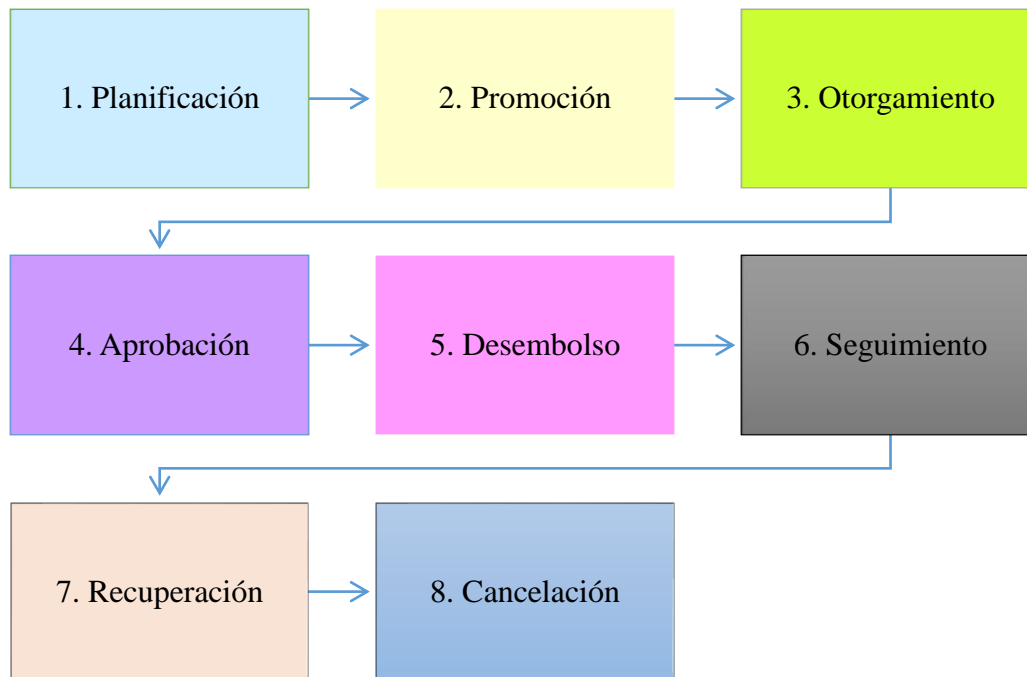 1. Planificación
2. Promoción
3. Otorgamiento
4. Aprobación
5. Desembolso
6. Seguimiento
7. Recuperación
8. Cancelación